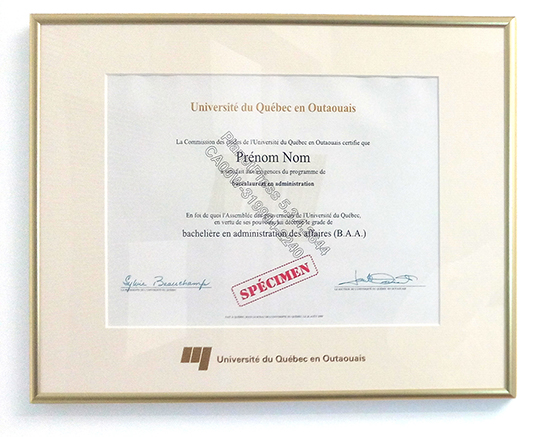 Université du Québec en Outaouais
La Commission des études de l'Université du Québec en Outaouais certifie que
Prénom Nom
a satisfait aux exigences du programme de
baccalauréat en administration
En foi de quoi l'Assemblée des gouverneurs de l'Université du Québec,
en vertu de ses pouvoirs, lui décerne le grade de
bachelière en administration des affaires (B.A.A.)
SPÉCIMEN
Sylvie Beauchamp
Université du Québec en Outaouais